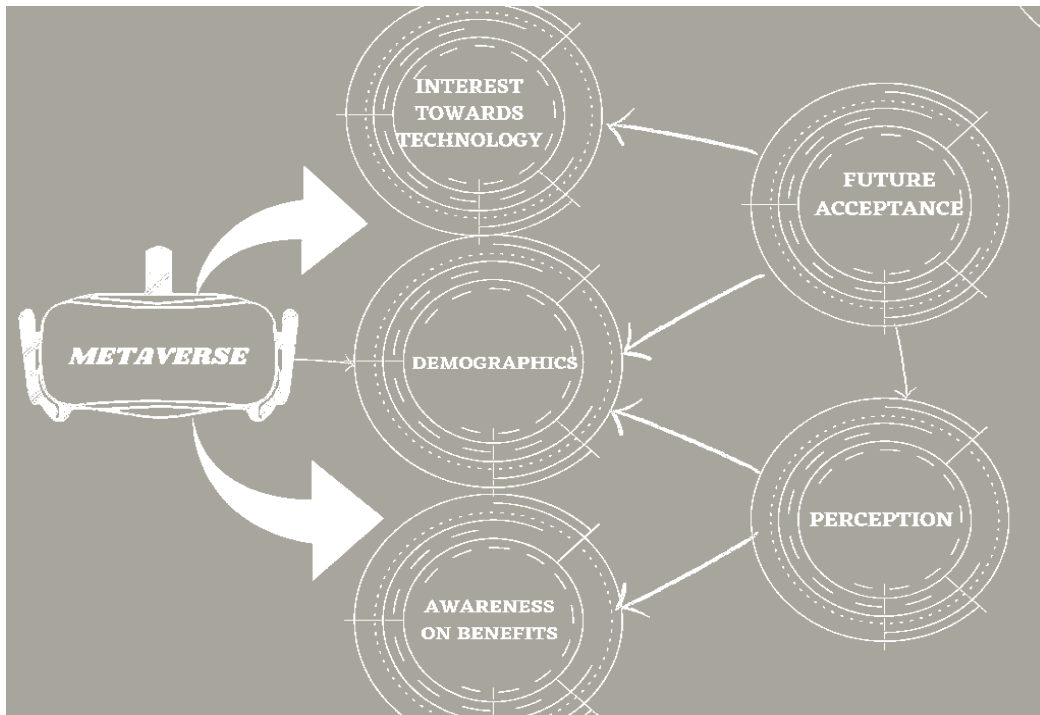 INTEREST
TOWARDS
TECHNOLOGY
FUTURE
ACCEPTANCE
METAVERSE
DEMOGRAPHICS
PERCEPTION
AWARENESS
ON BENEFITS